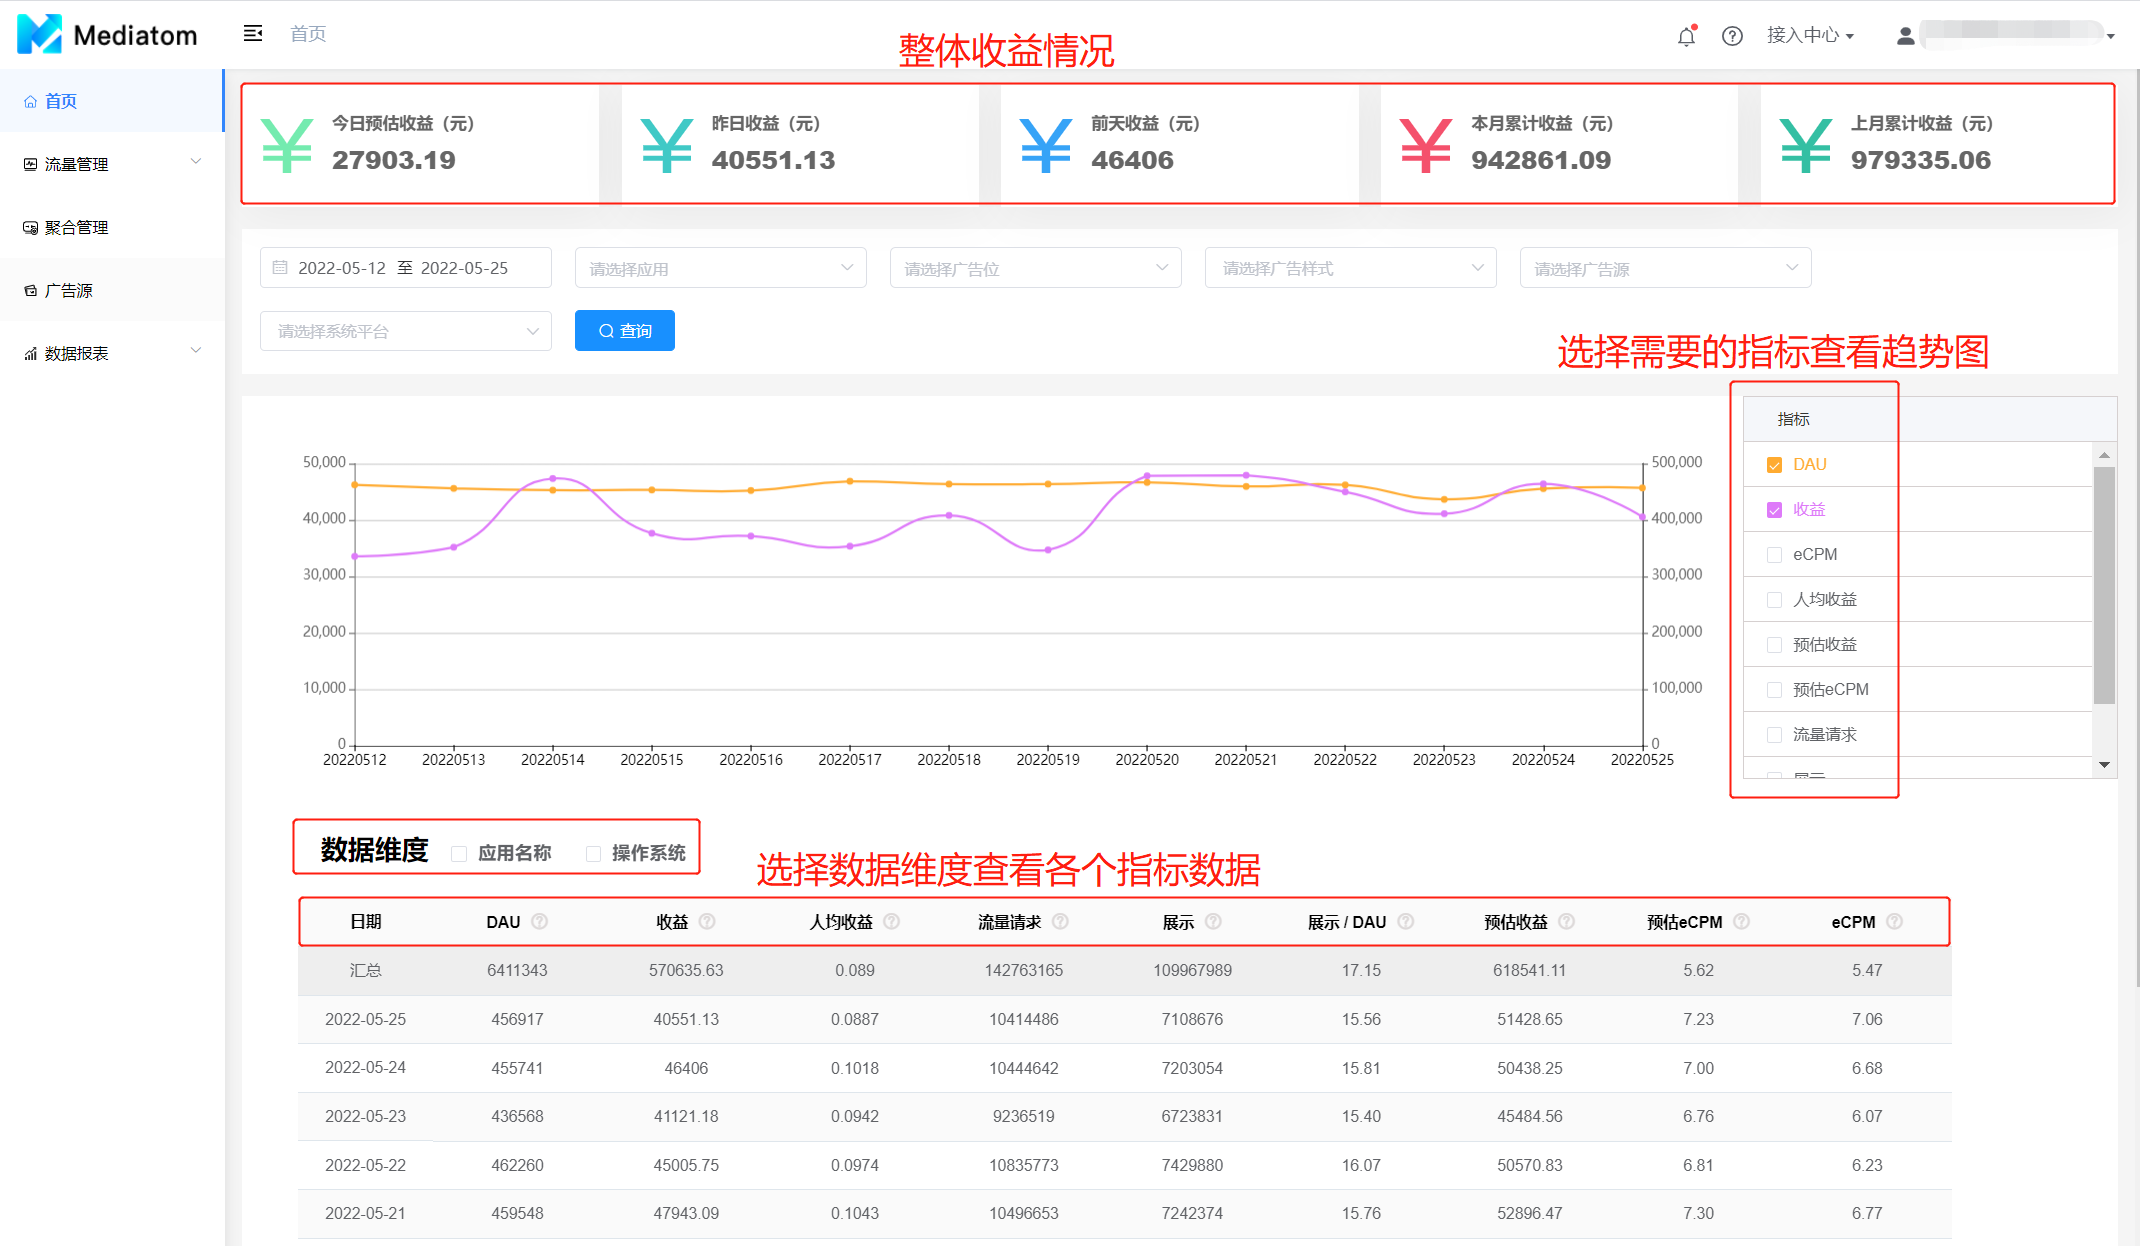 Mediatom
首页
接入中心
整体收益情况
首页
流量管理
聚合管理
广告源
数据报表
今日预估收益（元）
27903.19
昨日收益（元）
40551.13
前天收益（元）
46406
本月累计收益（元）
942861.09
上月累计收益（元）
979335.06
2022-05-12 至 2022-05-25
请选择应用
请选择广告位
请选择广告样式
请选择广告源
请选择系统平台
查询
选择需要的指标查看趋势图
50,000
40,000
30,000
20,000
10,000
0
500,000
400,000
300,000
200,000
100,000
0
20220512 20220513 20220514 20220515 20220516 20220517 20220518 20220519 20220520 20220521 20220522 20220523 20220524 20220525
指标
DAU
收益
eCPM
人均收益
预估收益
预估eCPM
流量请求
展示
数据维度 应用名称 操作系统
选择数据维度查看各个指标数据
日期 DAU 收益 人均收益 流量请求 展示 展示 / DAU 预估收益 预估eCPM eCPM
汇总 6411343 570635.63 0.089 142763165 109967989 17.15 618541.11 5.62 5.47
2022-05-25 456917 40551.13 0.0887 10414486 7108676 15.56 51428.65 7.23 7.06
2022-05-24 455741 46406 0.1018 10444642 7203054 15.81 50438.25 7.00 6.68
2022-05-23 436568 41121.18 0.0942 9236519 6723831 15.40 45484.56 6.76 6.07
2022-05-22 462260 45005.75 0.0974 10835773 7429880 16.07 50570.83 6.81 6.23
2022-05-21 459548 47943.09 0.1043 10496653 7242374 15.76 52896.47 7.30 6.77